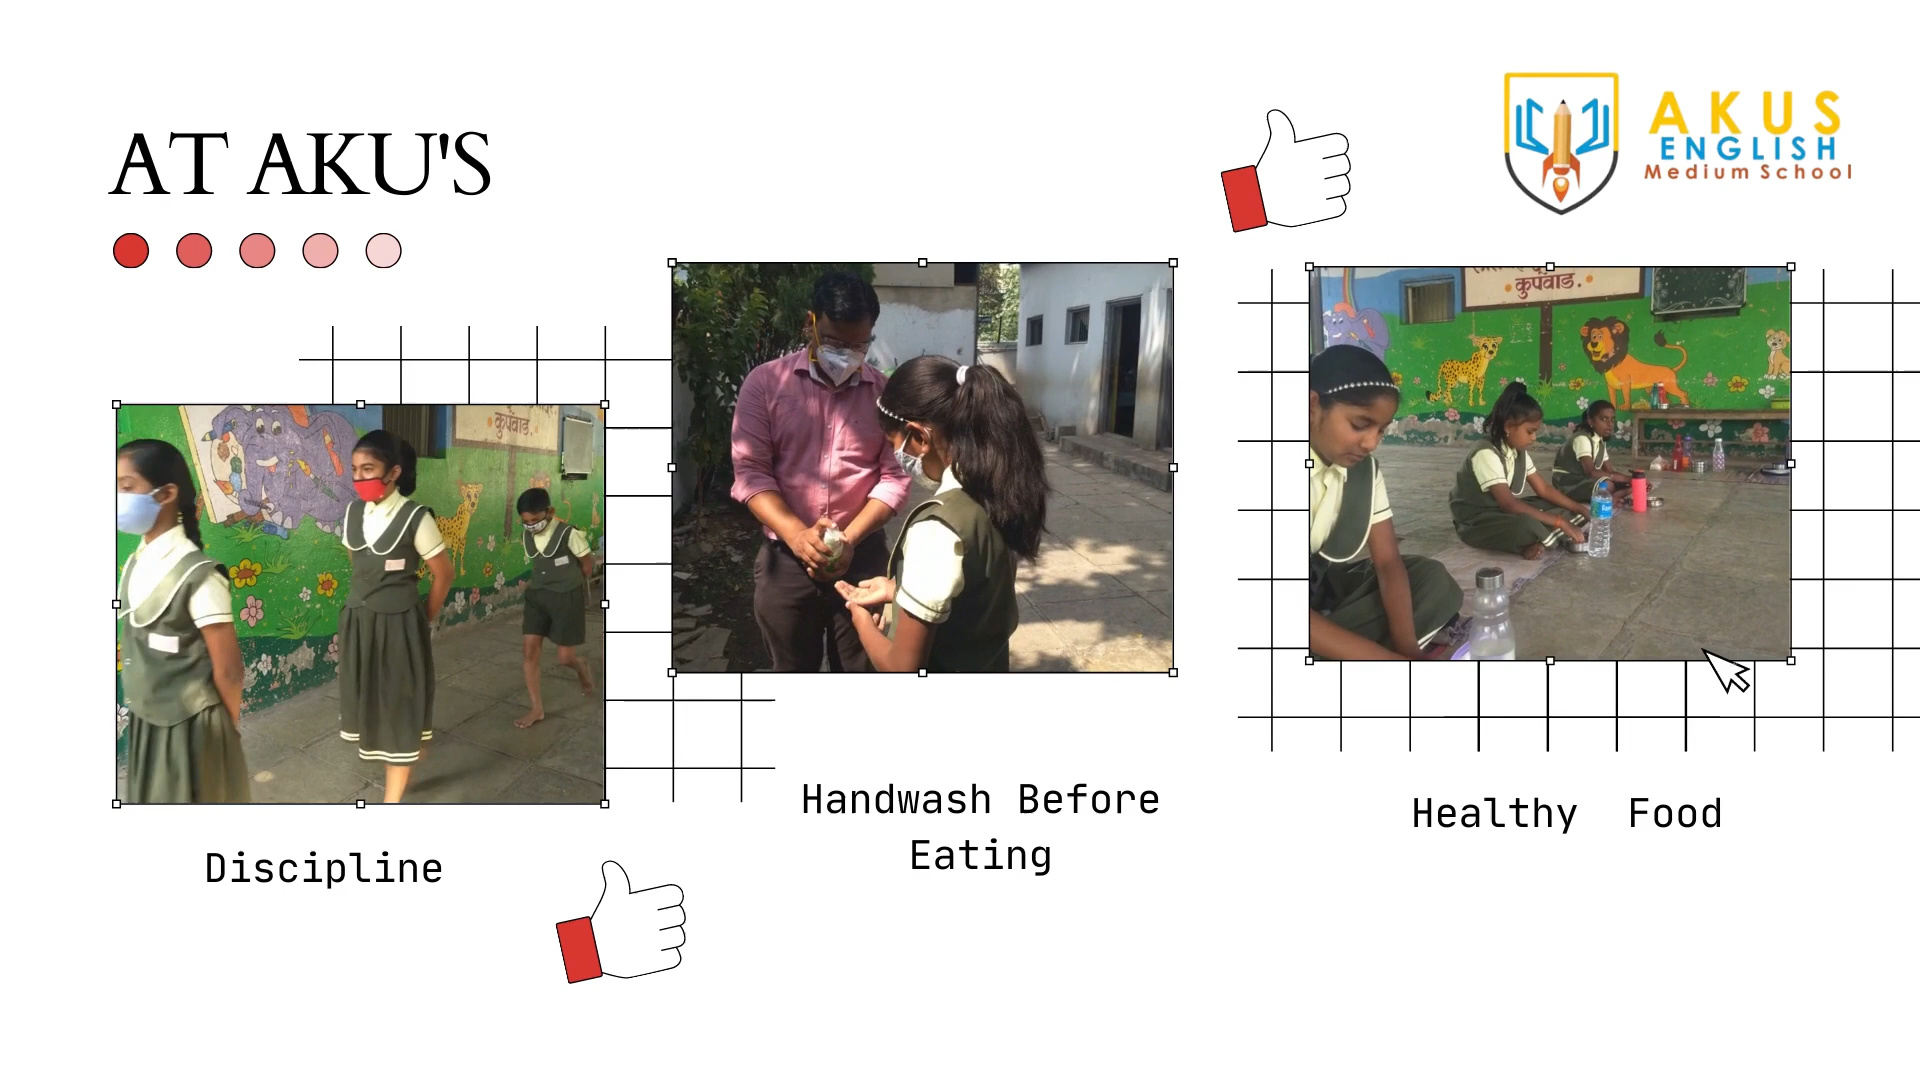 AT AKU'S
AKUS
ENGLISH
Medium School
कुपवाड.
कुपवाड.
Discipline
Handwash Before
Eating
Healthy Food